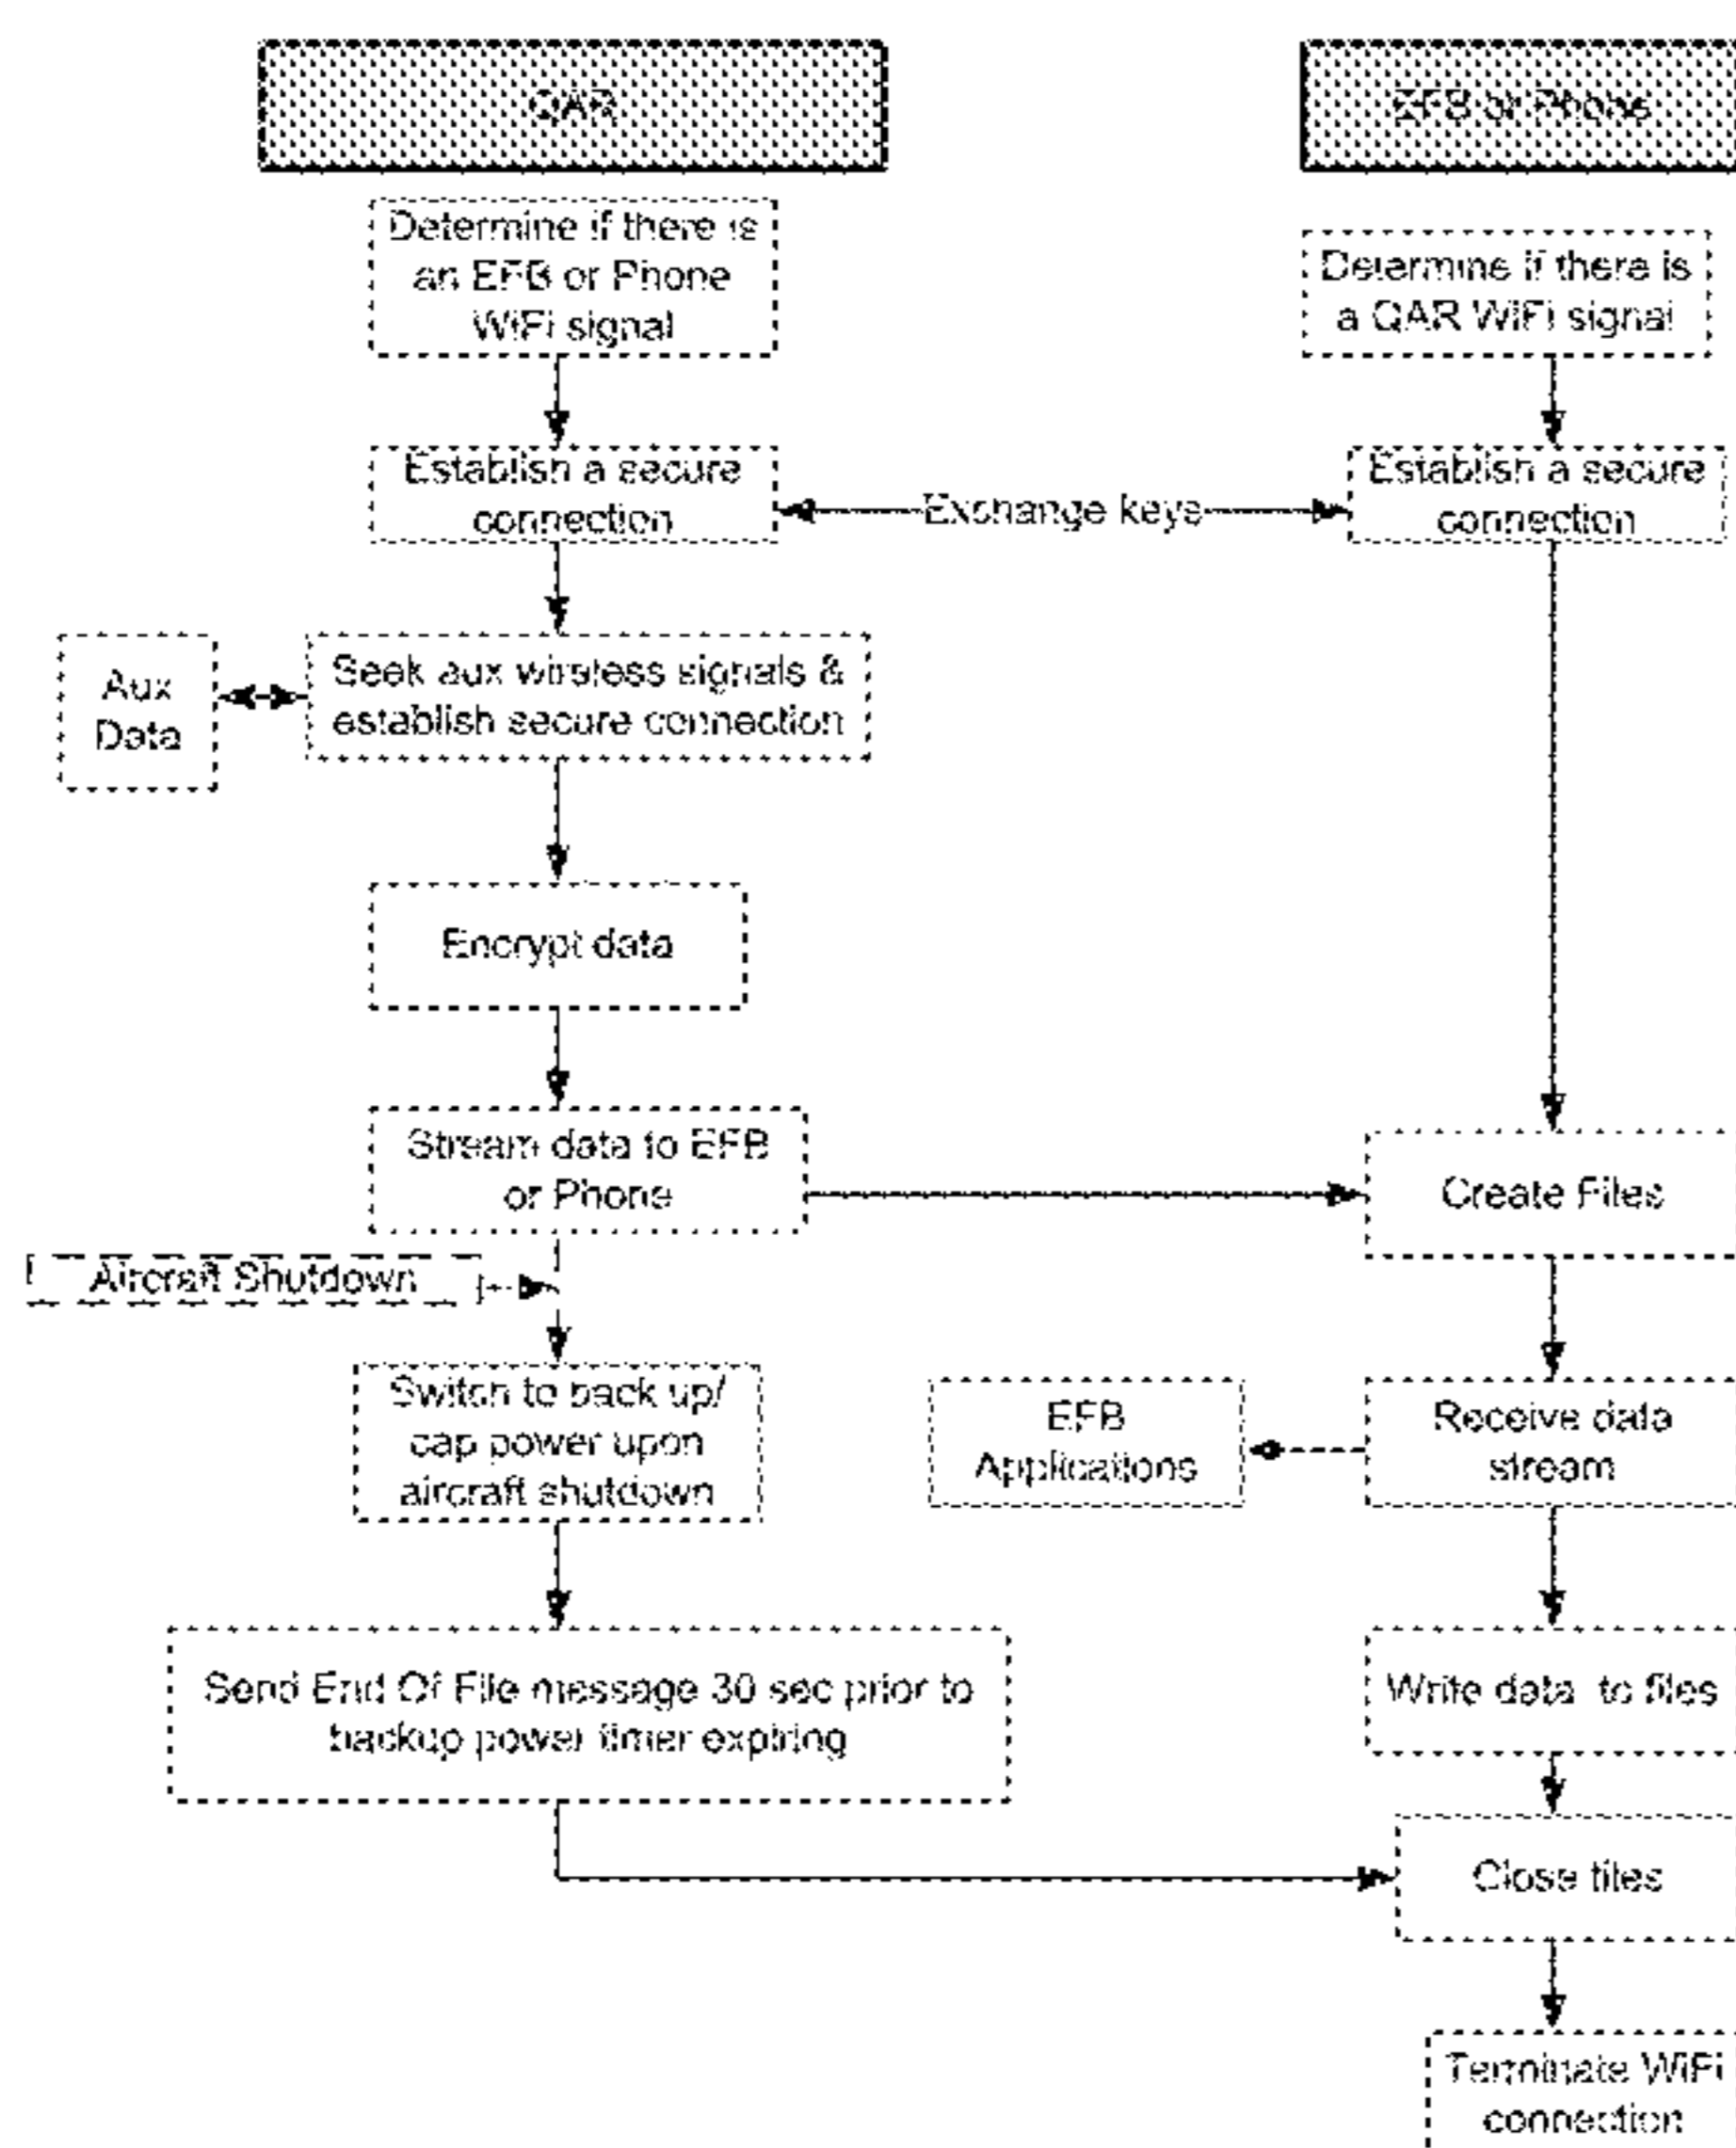 QAR
EFB or Phone
Determine if there is
an EFB or Phone
WiFi signal
Determine if there is
a QAR WiFi signal
Establish a secure
connection
Exchange keys
Establish a secure
connection
Aux
Data
Seek aux wireless signals &
establish secure connection
Encrypt data
Stream data to EFB
or Phone
Create Files
Aircraft Shutdown
Switch to back up/
cap power upon
aircraft shutdown
EFB
Applications
Receive data
stream
Send End Of File message 30 sec prior to
backup power timer expiring
Write data to files
Close files
Terminate WiFi
connection